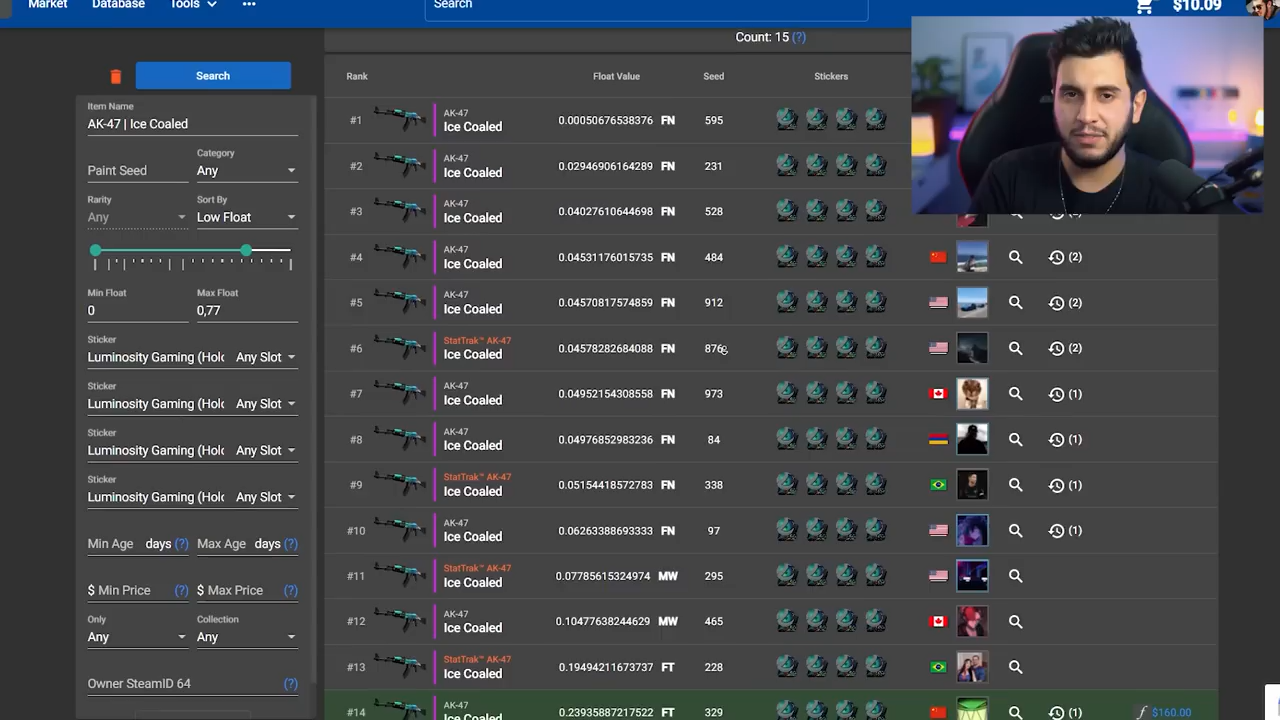 Market Database Tools ••• Search $10.09
Count: 15 (?)
Search
Rank Float Value Seed Stickers
Item Name
AK-47 | Ice Coaled
Paint Seed
Category
Any
Rarity
Any
Sort By
Low Float
Min Float
0
Max Float
0,77
Sticker
Luminosity Gaming (Holo Any Slot
Sticker
Luminosity Gaming (Holo Any Slot
Sticker
Luminosity Gaming (Holo Any Slot
Sticker
Luminosity Gaming (Holo Any Slot
Min Age days (?) Max Age days (?)
$ Min Price (?) $ Max Price (?)
Only
Any
Collection
Any
Owner SteamID 64 (?)
#1 AK-47
Ice Coaled 0.00050676538376 FN 595
#2 AK-47
Ice Coaled 0.02946906164289 FN 231
#3 AK-47
Ice Coaled 0.04027610644698 FN 528
#4 AK-47
Ice Coaled 0.04531176015735 FN 484 (2)
#5 AK-47
Ice Coaled 0.04570817574859 FN 912 (2)
#6 StatTrak™ AK-47
Ice Coaled 0.04578282684088 FN 876 (2)
#7 AK-47
Ice Coaled 0.04952154308558 FN 973 (1)
#8 AK-47
Ice Coaled 0.04976852983236 FN 84 (1)
#9 StatTrak™ AK-47
Ice Coaled 0.05154418572783 FN 338 (1)
#10 AK-47
Ice Coaled 0.06263388693333 FN 97 (1)
#11 StatTrak™ AK-47
Ice Coaled 0.07785615324974 MW 295
#12 AK-47
Ice Coaled 0.10477638244629 MW 465
#13 StatTrak™ AK-47
Ice Coaled 0.19494211673737 FT 228
#14 AK-47
Ice Coaled 0.23935887217522 FT 329 (1) $160.00